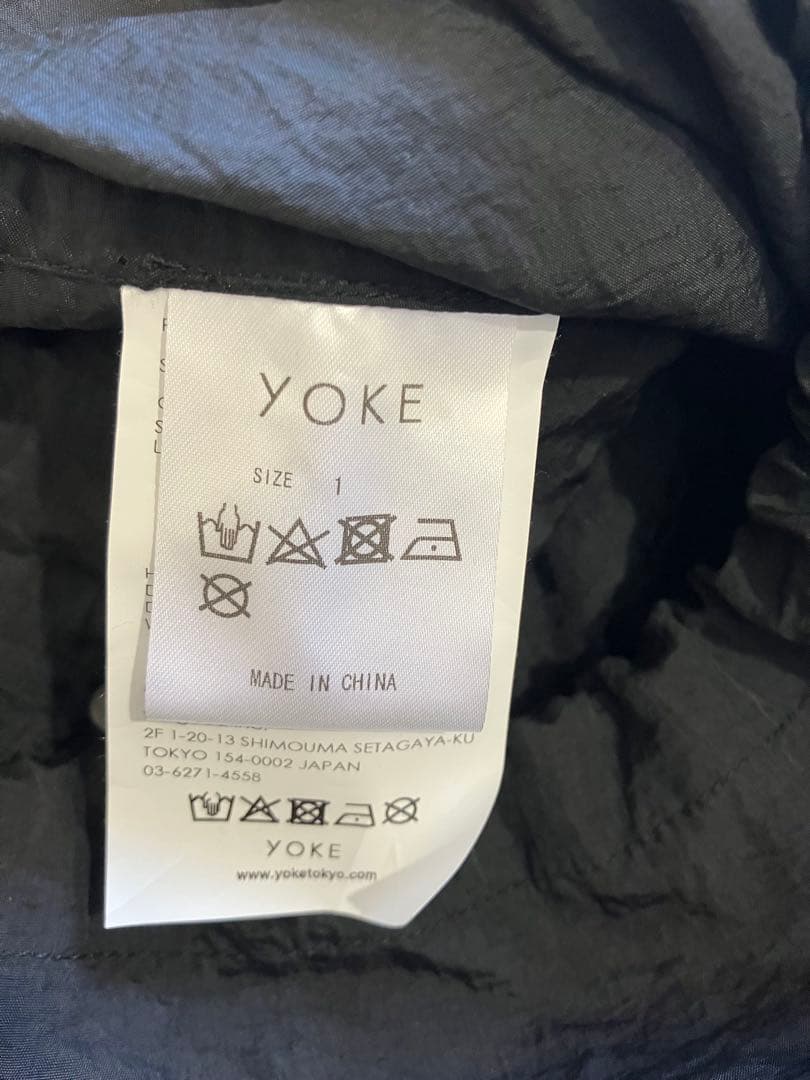 YOKE
SIZE 1
MADE IN CHINA
2F 1-20-13 SHIMOUMA SETAGAYA-KU
TOKYO 154-0002 JAPAN
03-6271-4558
YOKE
www.yoketokyo.com